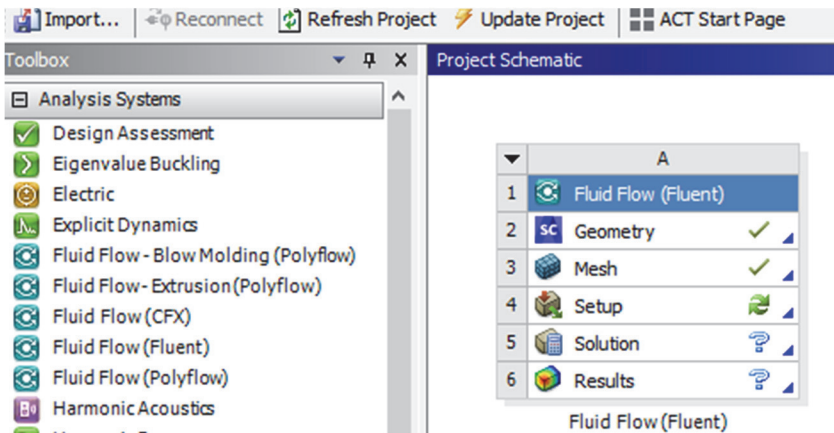 Import... Reconnect Refresh Project Update Project ACT Start Page
Toolbox
Project Schematic
Analysis Systems
Design Assessment
Eigenvalue Buckling
Electric
Explicit Dynamics
Fluid Flow - Blow Molding (Polyflow)
Fluid Flow - Extrusion (Polyflow)
Fluid Flow (CFX)
Fluid Flow (Fluent)
Fluid Flow (Polyflow)
Harmonic Acoustics
A
1 Fluid Flow (Fluent)
2 SC Geometry
3 Mesh
4 Setup
5 Solution ?
6 Results ?
Fluid Flow (Fluent)